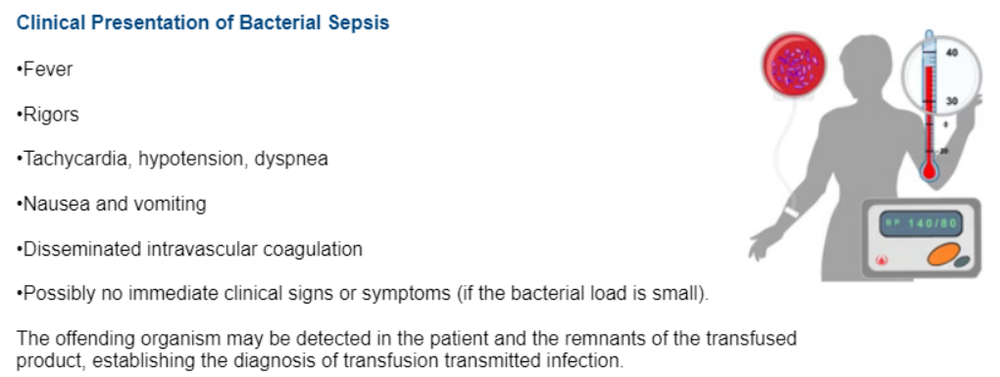 Clinical Presentation of Bacterial Sepsis
•Fever
•Rigors
•Tachycardia, hypotension, dyspnea
•Nausea and vomiting
•Disseminated intravascular coagulation
•Possibly no immediate clinical signs or symptoms (if the bacterial load is small).
The offending organism may be detected in the patient and the remnants of the transfused
product, establishing the diagnosis of transfusion transmitted infection.
40
30
BP 140/80